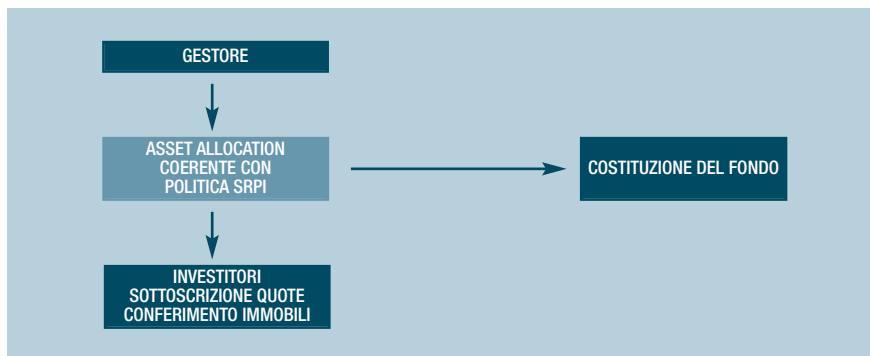 GESTORE
ASSET ALLOCATION
COERENTE CON
POLITICA SRPI
COSTITUZIONE DEL FONDO
INVESTITORI
SOTTOSCRIZIONE QUOTE
CONFERIMENTO IMMOBILI